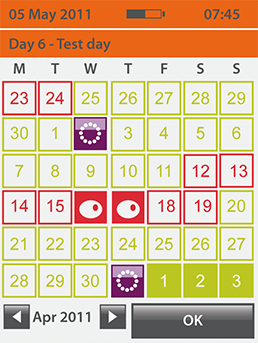 05 May 2011 07:45
Day 6 - Test day
M T W T F S S
23 24 25 25 26 28 29
30 1 3 4 5 6
7 8 9 10 11 12 13
14 15 18 19 20
21 22 23 24 25 26 27
28 29 30 1 2 3
Apr 2011 OK